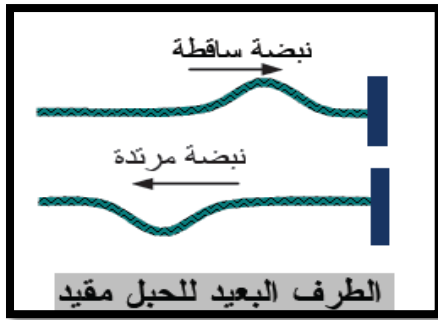 نبضة ساقطة
نبضة مرتدة
الطرف البعيد للحبل مقيد